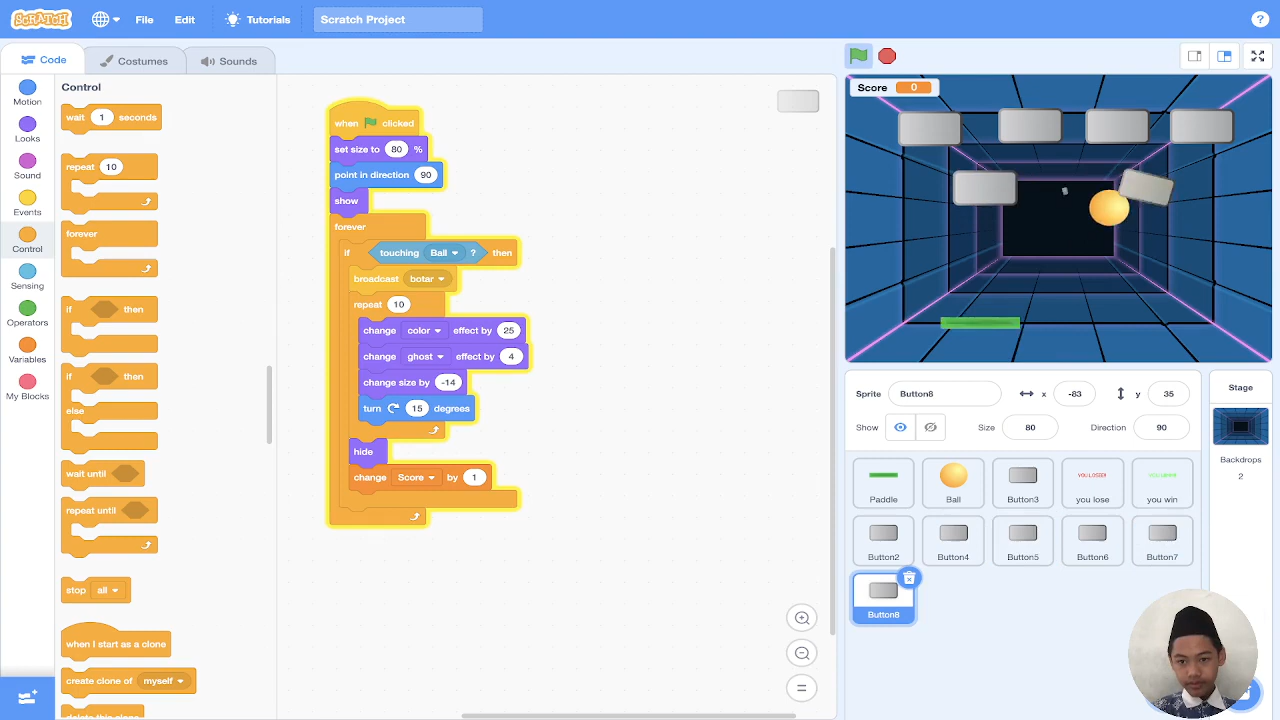 SCRATCH File Edit Tutorials Scratch Project ?
Code Costumes Sounds
Motion
Looks
Sound
Events
Control
Sensing
Operators
Variables
My Blocks
Control
wait 1 seconds
repeat 10
forever
if then
if then
else
wait until
repeat until
stop all
when I start as a clone
create clone of myself
delete this clone
when clicked
set size to 80 %
point in direction 90
show
forever
if touching Ball ? then
broadcast botar
repeat 10
change color effect by 25
change ghost effect by 4
change size by -14
turn 15 degrees
hide
change Score by 1
Score 0
Sprite Button8 x -83 y 35
Show Size 80 Direction 90
Paddle
Ball
Button3
YOU LOSE!!
you lose
you win
Button2
Button4
Button5
Button6
Button7
Button8
Stage
Backdrops
2